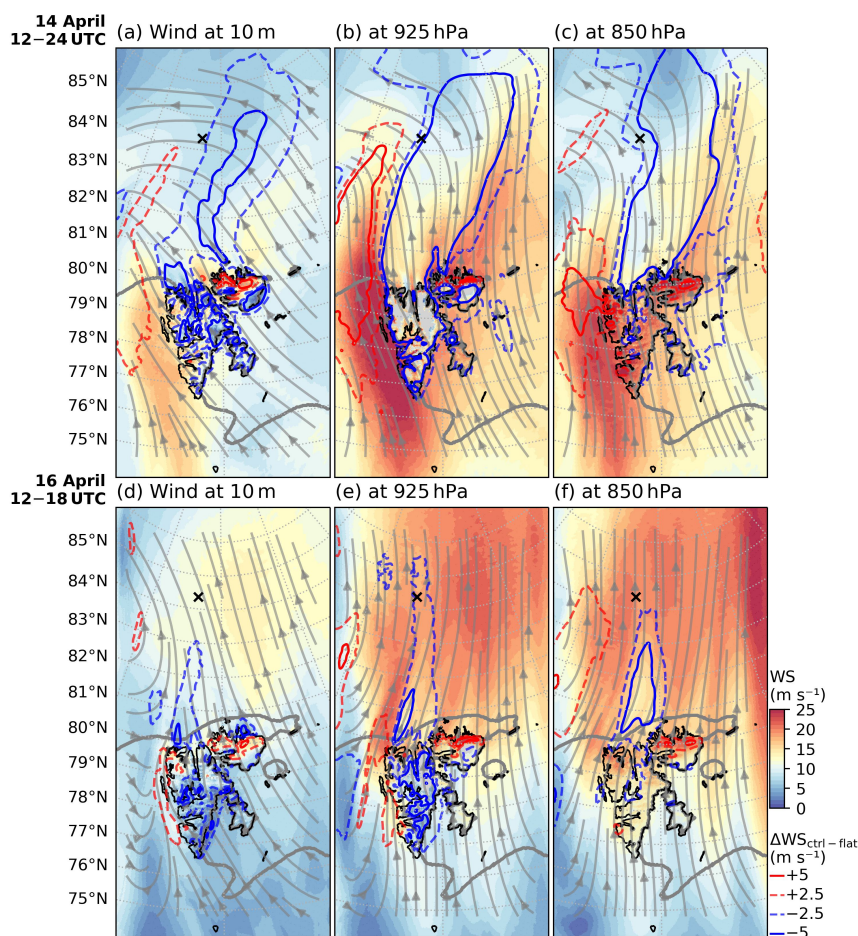 14 April
12−24 UTC
(a) Wind at 10 m
(b) at 925 hPa
(c) at 850 hPa
85°N
84°N
83°N
82°N
81°N
80°N
79°N
78°N
77°N
76°N
75°N
16 April
12−18 UTC
(d) Wind at 10 m
(e) at 925 hPa
(f) at 850 hPa
85°N
84°N
83°N
82°N
81°N
80°N
79°N
78°N
77°N
76°N
75°N
WS
(m s⁻¹)
25
20
15
10
5
0
ΔWS ctrl−flat
(m s⁻¹)
+5
+2.5
−2.5
−5